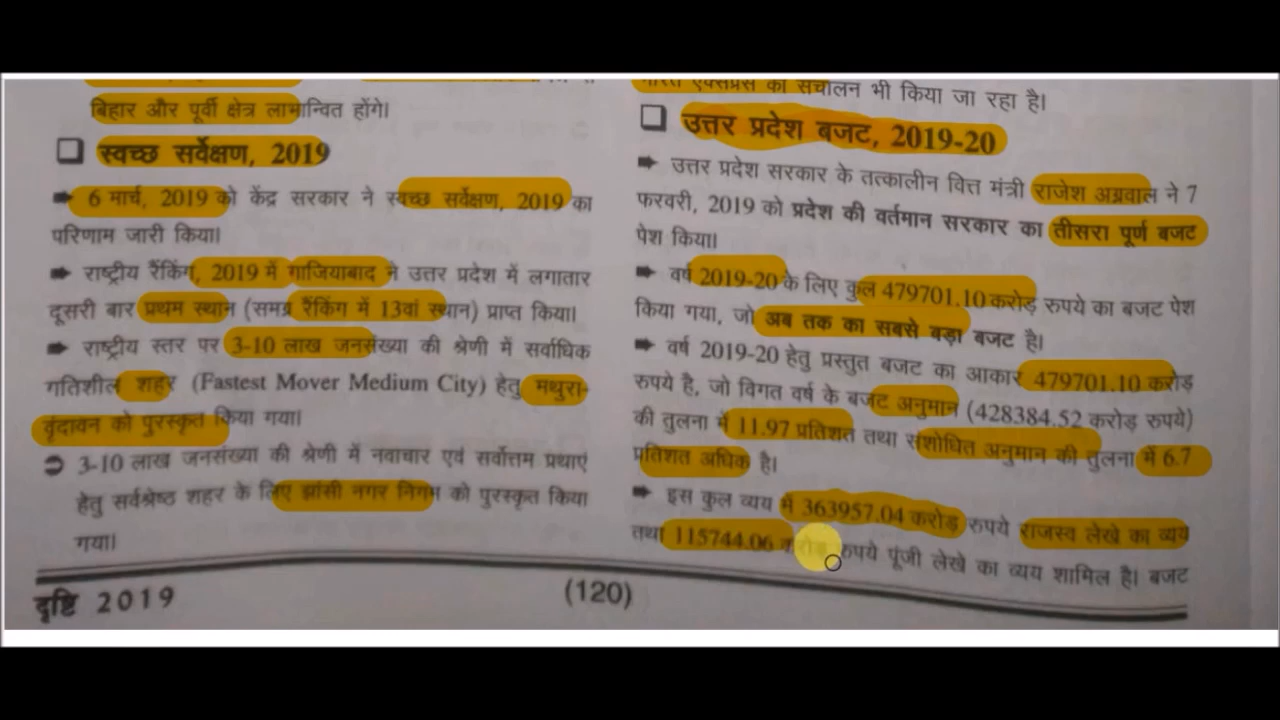 बिहार और पूर्वी क्षेत्र लाभान्वित होंगे।
❑ स्वच्छ सर्वेक्षण, 2019
➡ 6 मार्च, 2019 को केंद्र सरकार ने स्वच्छ सर्वेक्षण, 2019 का
परिणाम जारी किया।
➡ राष्ट्रीय रैंकिंग, 2019 में गाजियाबाद ने उत्तर प्रदेश में लगातार
दूसरी बार प्रथम स्थान (समग्र रैंकिंग में 13वां स्थान) प्राप्त किया।
➡ राष्ट्रीय स्तर पर 3-10 लाख जनसंख्या की श्रेणी में सर्वाधिक
गतिशील शहर (Fastest Mover Medium City) हेतु मथुरा-
वृंदावन को पुरस्कृत किया गया।
➲ 3-10 लाख जनसंख्या की श्रेणी में नवाचार एवं सर्वोत्तम प्रथाएं
हेतु सर्वश्रेष्ठ शहर के लिए झांसी नगर निगम को पुरस्कृत किया
गया।
दृष्टि 2019
(120)
भारत एक्सप्रेस का संचालन भी किया जा रहा है।
❑ उत्तर प्रदेश बजट, 2019-20
➡ उत्तर प्रदेश सरकार के तत्कालीन वित्त मंत्री राजेश अग्रवाल ने 7
फरवरी, 2019 को प्रदेश की वर्तमान सरकार का तीसरा पूर्ण बजट
पेश किया।
➡ वर्ष 2019-20 के लिए कुल 479701.10 करोड़ रुपये का बजट पेश
किया गया, जो अब तक का सबसे बड़ा बजट है।
➡ वर्ष 2019-20 हेतु प्रस्तुत बजट का आकार 479701.10 करोड़
रुपये है, जो विगत वर्ष के बजट अनुमान (428384.52 करोड़ रुपये)
की तुलना में 11.97 प्रतिशत तथा संशोधित अनुमान की तुलना में 6.7
प्रतिशत अधिक है।
➡ इस कुल व्यय में 363957.04 करोड़ रुपये राजस्व लेखे का व्यय
तथा 115744.06 करोड़ रुपये पूंजी लेखे का व्यय शामिल है। बजट